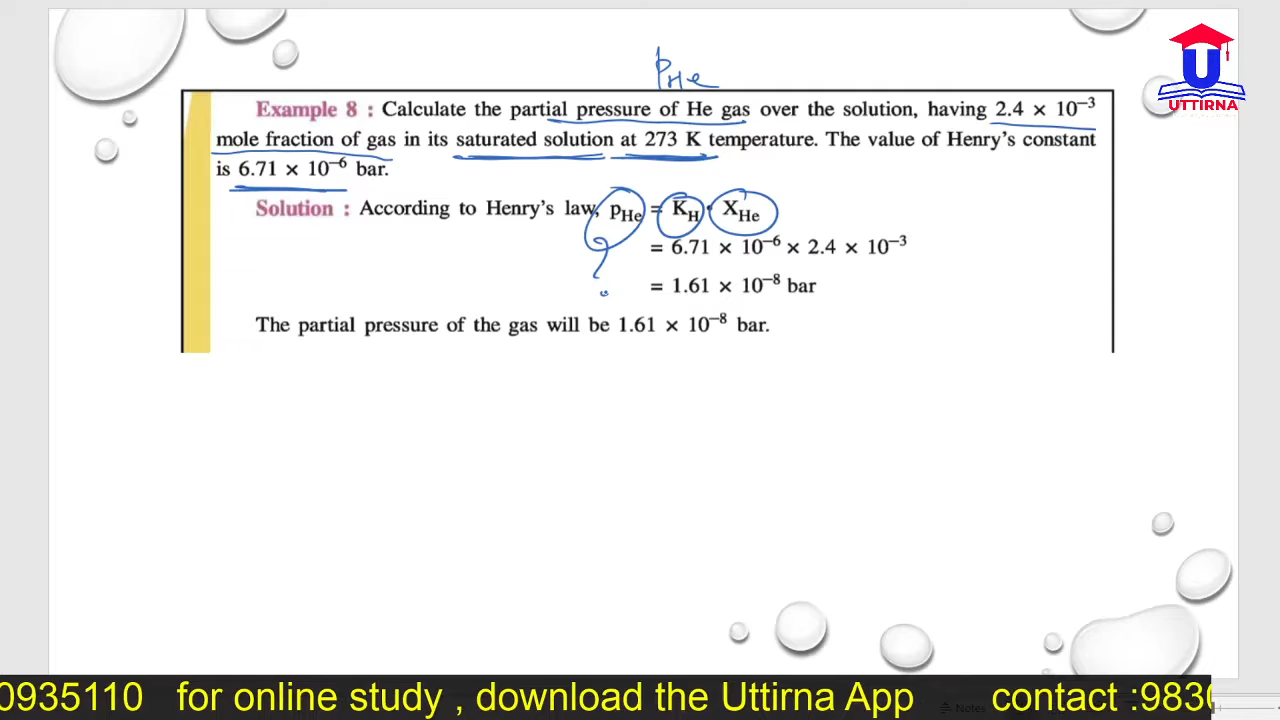 pHe
U
UTTIRNA
Example 8 : Calculate the partial pressure of He gas over the solution, having 2.4 × 10⁻³
mole fraction of gas in its saturated solution at 273 K temperature. The value of Henry's constant
is 6.71 × 10⁻⁶ bar.
Solution : According to Henry's law, pHe = KH · XHe
= 6.71 × 10⁻⁶ × 2.4 × 10⁻³
= 1.61 × 10⁻⁸ bar
The partial pressure of the gas will be 1.61 × 10⁻⁸ bar.
0935110 for online study , download the Uttirna App contact :983
Notes